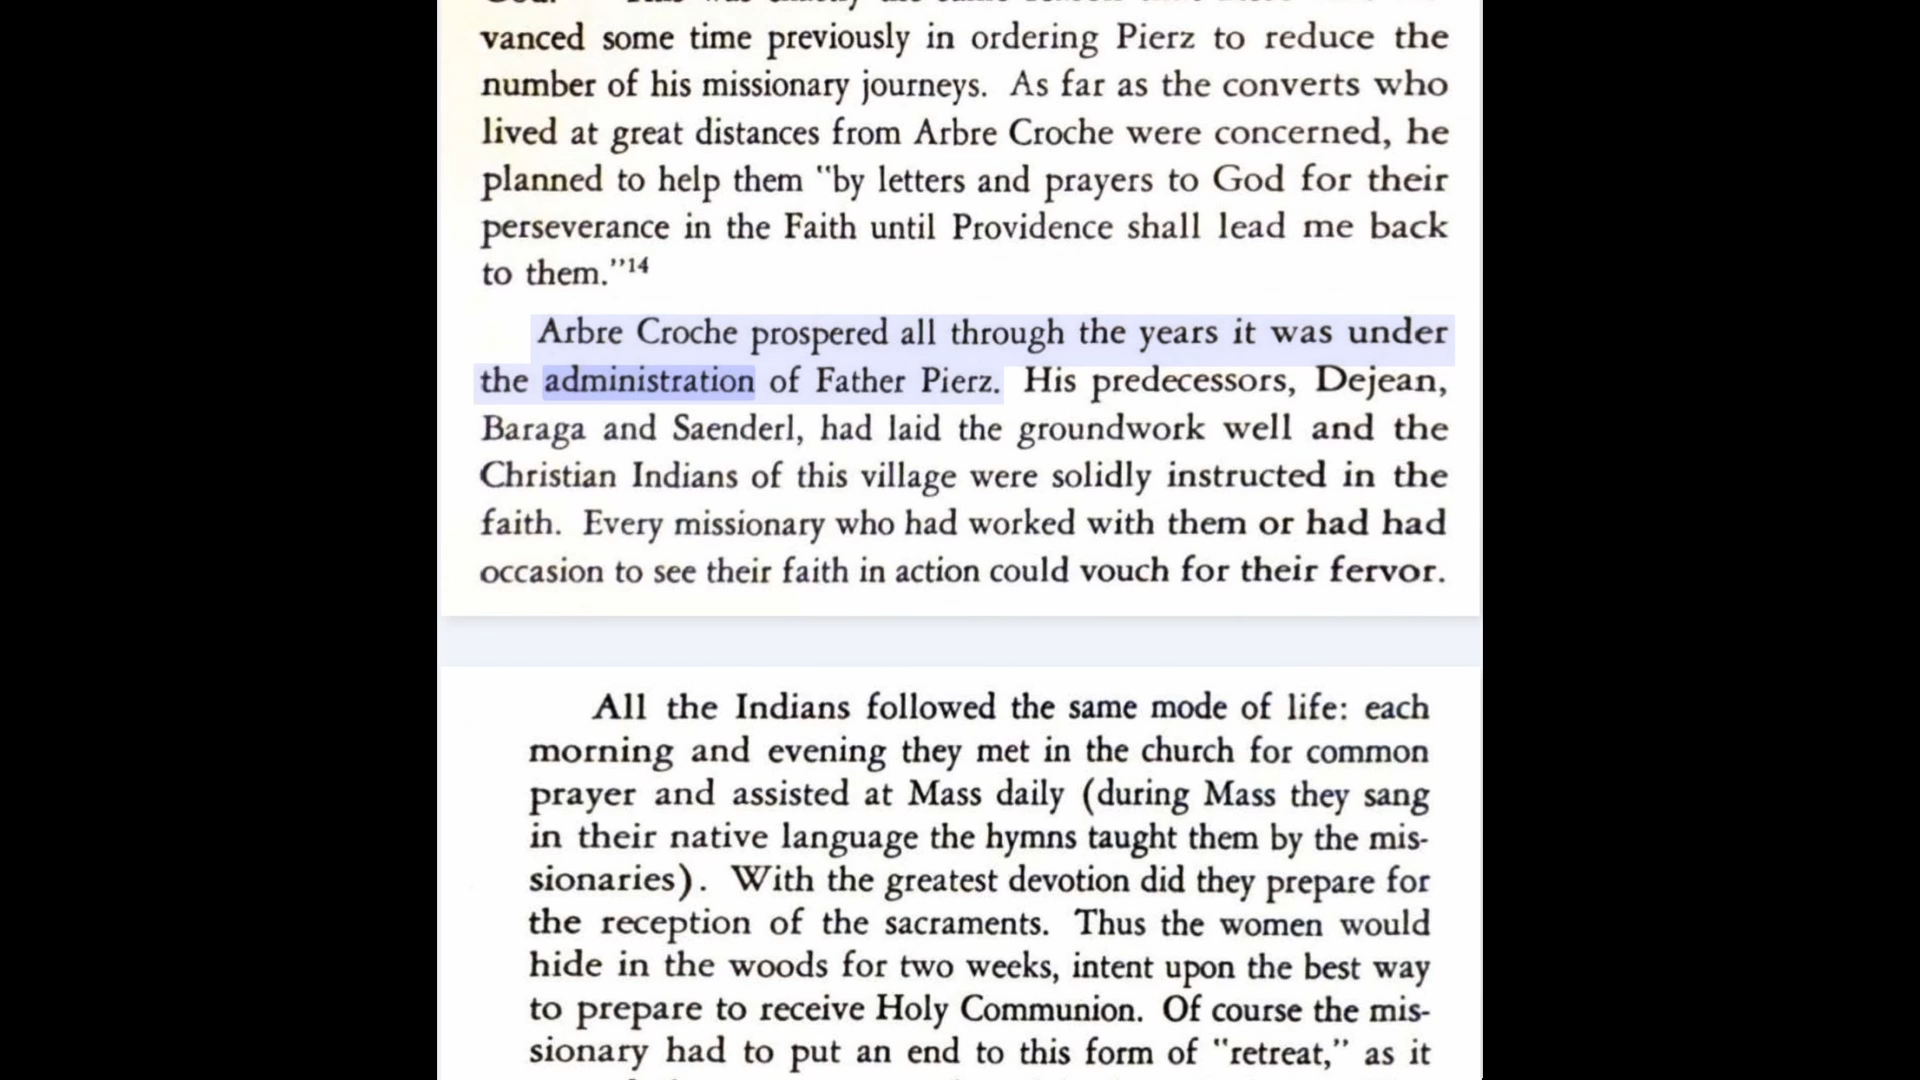 vanced some time previously in ordering Pierz to reduce the
number of his missionary journeys. As far as the converts who
lived at great distances from Arbre Croche were concerned, he
planned to help them "by letters and prayers to God for their
perseverance in the Faith until Providence shall lead me back
to them."14
Arbre Croche prospered all through the years it was under
the administration of Father Pierz. His predecessors, Dejean,
Baraga and Saenderl, had laid the groundwork well and the
Christian Indians of this village were solidly instructed in the
faith. Every missionary who had worked with them or had had
occasion to see their faith in action could vouch for their fervor.
All the Indians followed the same mode of life: each
morning and evening they met in the church for common
prayer and assisted at Mass daily (during Mass they sang
in their native language the hymns taught them by the mis-
sionaries). With the greatest devotion did they prepare for
the reception of the sacraments. Thus the women would
hide in the woods for two weeks, intent upon the best way
to prepare to receive Holy Communion. Of course the mis-
sionary had to put an end to this form of "retreat," as it